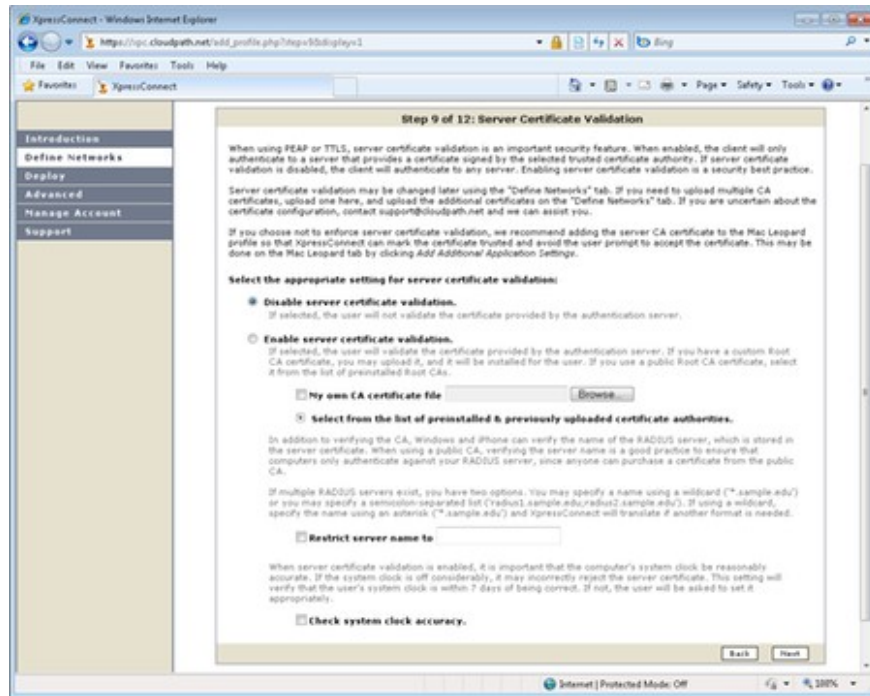 XpressConnect - Windows Internet Explorer
https://xpc.cloudpath.net/add_profile.php?step=9&display=1
Bing
File Edit View Favorites Tools Help
Favorites XpressConnect Page Safety Tools
Step 9 of 12: Server Certificate Validation
Introduction
Define Networks
Deploy
Advanced
Manage Account
Support
When using PEAP or TTLS, server certificate validation is an important security feature. When enabled, the client will only
authenticate to a server that provides a certificate signed by the selected trusted certificate authority. If server certificate
validation is disabled, the client will authenticate to any server. Enabling server certificate validation is a security best practice.
Server certificate validation may be changed later using the "Define Networks" tab. If you need to upload multiple CA
certificates, upload one here, and upload the additional certificates on the "Define Networks" tab. If you are uncertain about the
certificate configuration, contact support@cloudpath.net and we can assist you.
If you choose not to enforce server certificate validation, we recommend adding the server CA certificate to the Mac Leopard
profile so that XpressConnect can mark the certificate trusted and avoid the user prompt to accept the certificate. This may be
done on the Mac Leopard tab by clicking Add Additional Application Settings.
Select the appropriate setting for server certificate validation:
Disable server certificate validation.
If selected, the user will not validate the certificate provided by the authentication server.
Enable server certificate validation.
If selected, the user will validate the certificate provided by the authentication server. If you have a custom Root
CA certificate, you may upload it, and it will be installed for the user. If you use a public Root CA certificate, select
it from the list of preinstalled Root CAs.
My own CA certificate file Browse...
Select from the list of preinstalled & previously uploaded certificate authorities.
In addition to verifying the CA, Windows and iPhone can verify the name of the RADIUS server, which is stored in
the server certificate. When using a public CA, verifying the server name is a good practice to ensure that
computers only authenticate against your RADIUS server, since anyone can purchase a certificate from the public
CA.
If multiple RADIUS servers exist, you have two options. You may specify a name using a wildcard ('*.sample.edu')
or you may specify a semicolon-separated list ('radius1.sample.edu;radius2.sample.edu'). If using a wildcard,
specify the name using an asterisk ('*.sample.edu') and XpressConnect will translate if another format is needed.
Restrict server name to
When server certificate validation is enabled, it is important that the computer's system clock be reasonably
accurate. If the system clock is off considerably, it may incorrectly reject the server certificate. This setting will
verify that the user's system clock is within 7 days of being correct. If not, the user will be asked to set it
appropriately.
Check system clock accuracy.
Back Next
Internet | Protected Mode: Off 100%